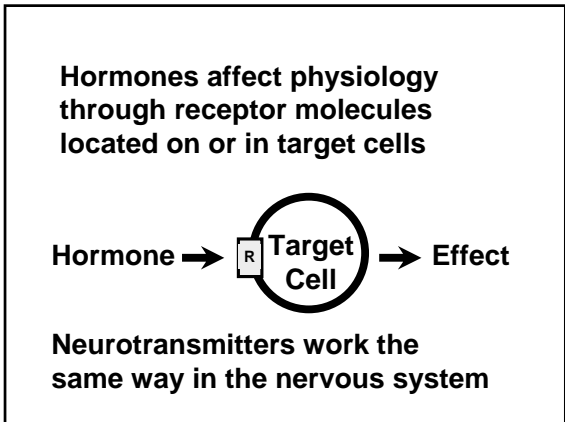 Hormones affect physiology
through receptor molecules
located on or in target cells
Hormone R Target Effect
Cell
Neurotransmitters work the
same way in the nervous system